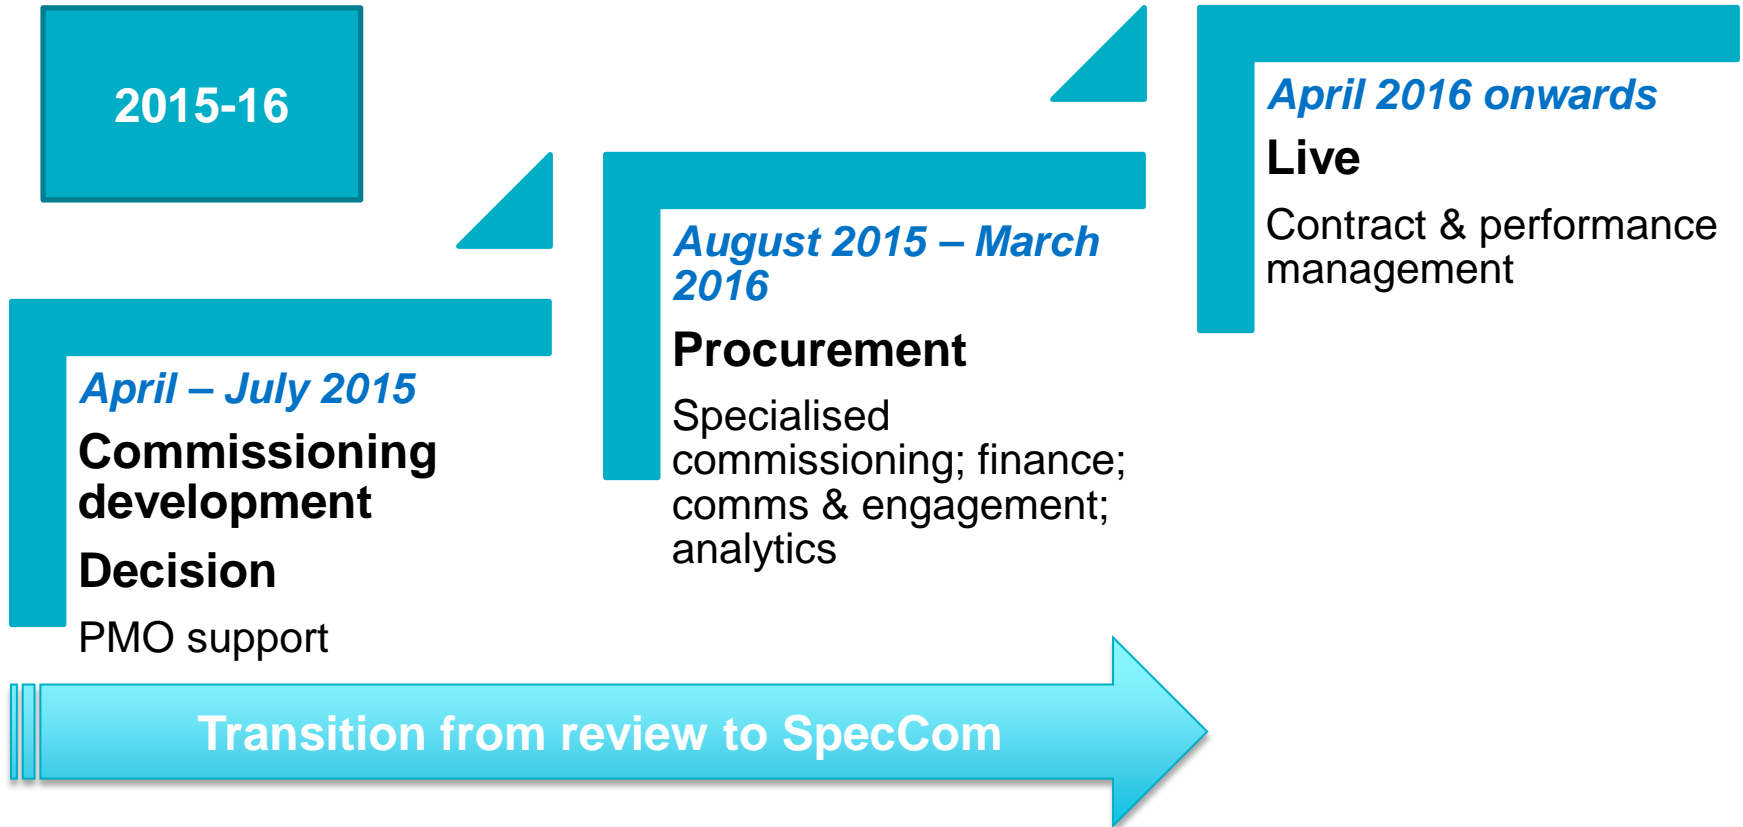 2015-16
April – July 2015
Commissioning
development
Decision
PMO support
August 2015 – March
2016
Procurement
Specialised
commissioning; finance;
comms & engagement;
analytics
April 2016 onwards
Live
Contract & performance
management
Transition from review to SpecCom